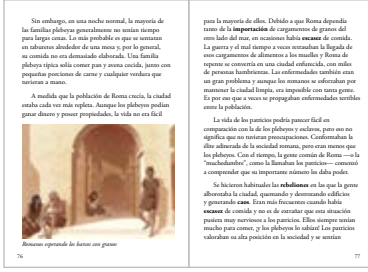 Sin embargo, en una noche normal, la mayoría de
las familias plebeyas generalmente no tenían tiempo
para largas cenas. Lo más probable es que se sentaran
en taburetes alrededor de una mesa y, por lo general,
su comida no era demasiado elaborada. Una familia
plebeya típica solía comer pan y avena cocida, junto con
pequeñas porciones de carne y cualquier verdura que
tuvieran a mano.
A medida que la población de Roma crecía, la ciudad
estaba cada vez más repleta. Aunque los plebeyos podían
ganar dinero y poseer propiedades, la vida no era fácil
Romanos esperando los barcos con granos
76
para la mayoría de ellos. Debido a que Roma dependía
tanto de la importación de cargamentos de granos del
otro lado del mar, en ocasiones había escasez de comida.
La guerra y el mal tiempo a veces retrasaban la llegada de
esos cargamentos de alimentos a los muelles y Roma de
repente se convertía en una ciudad enfurecida, con miles
de personas hambrientas. Las enfermedades también eran
un gran problema y aunque los romanos se esforzaban por
mantener la ciudad limpia, era imposible con tanta gente.
Es por eso que a veces se propagaban enfermedades terribles
entre la población.
La vida de los patricios podría parecer fácil en
comparación con la de los plebeyos y esclavos, pero eso no
significa que no tuvieran preocupaciones. Conformaban la
élite adinerada de la sociedad romana, pero eran menos que
los plebeyos. Con el tiempo, la gente común de Roma —o la
"muchedumbre", como la llamaban los patricios— comenzó
a comprender que su importante número les daba poder.
Se hicieron habituales las rebeliones en las que la gente
alborotaba la ciudad, quemando y destrozando edificios
y generando caos. Eran más frecuentes cuando había
escasez de comida y no es de extrañar que esta situación
pusiera muy nerviosos a los patricios. Ellos siempre tenían
mucho para comer, ¡y los plebeyos lo sabían! Los patricios
valoraban su alta posición en la sociedad y se sentían
77